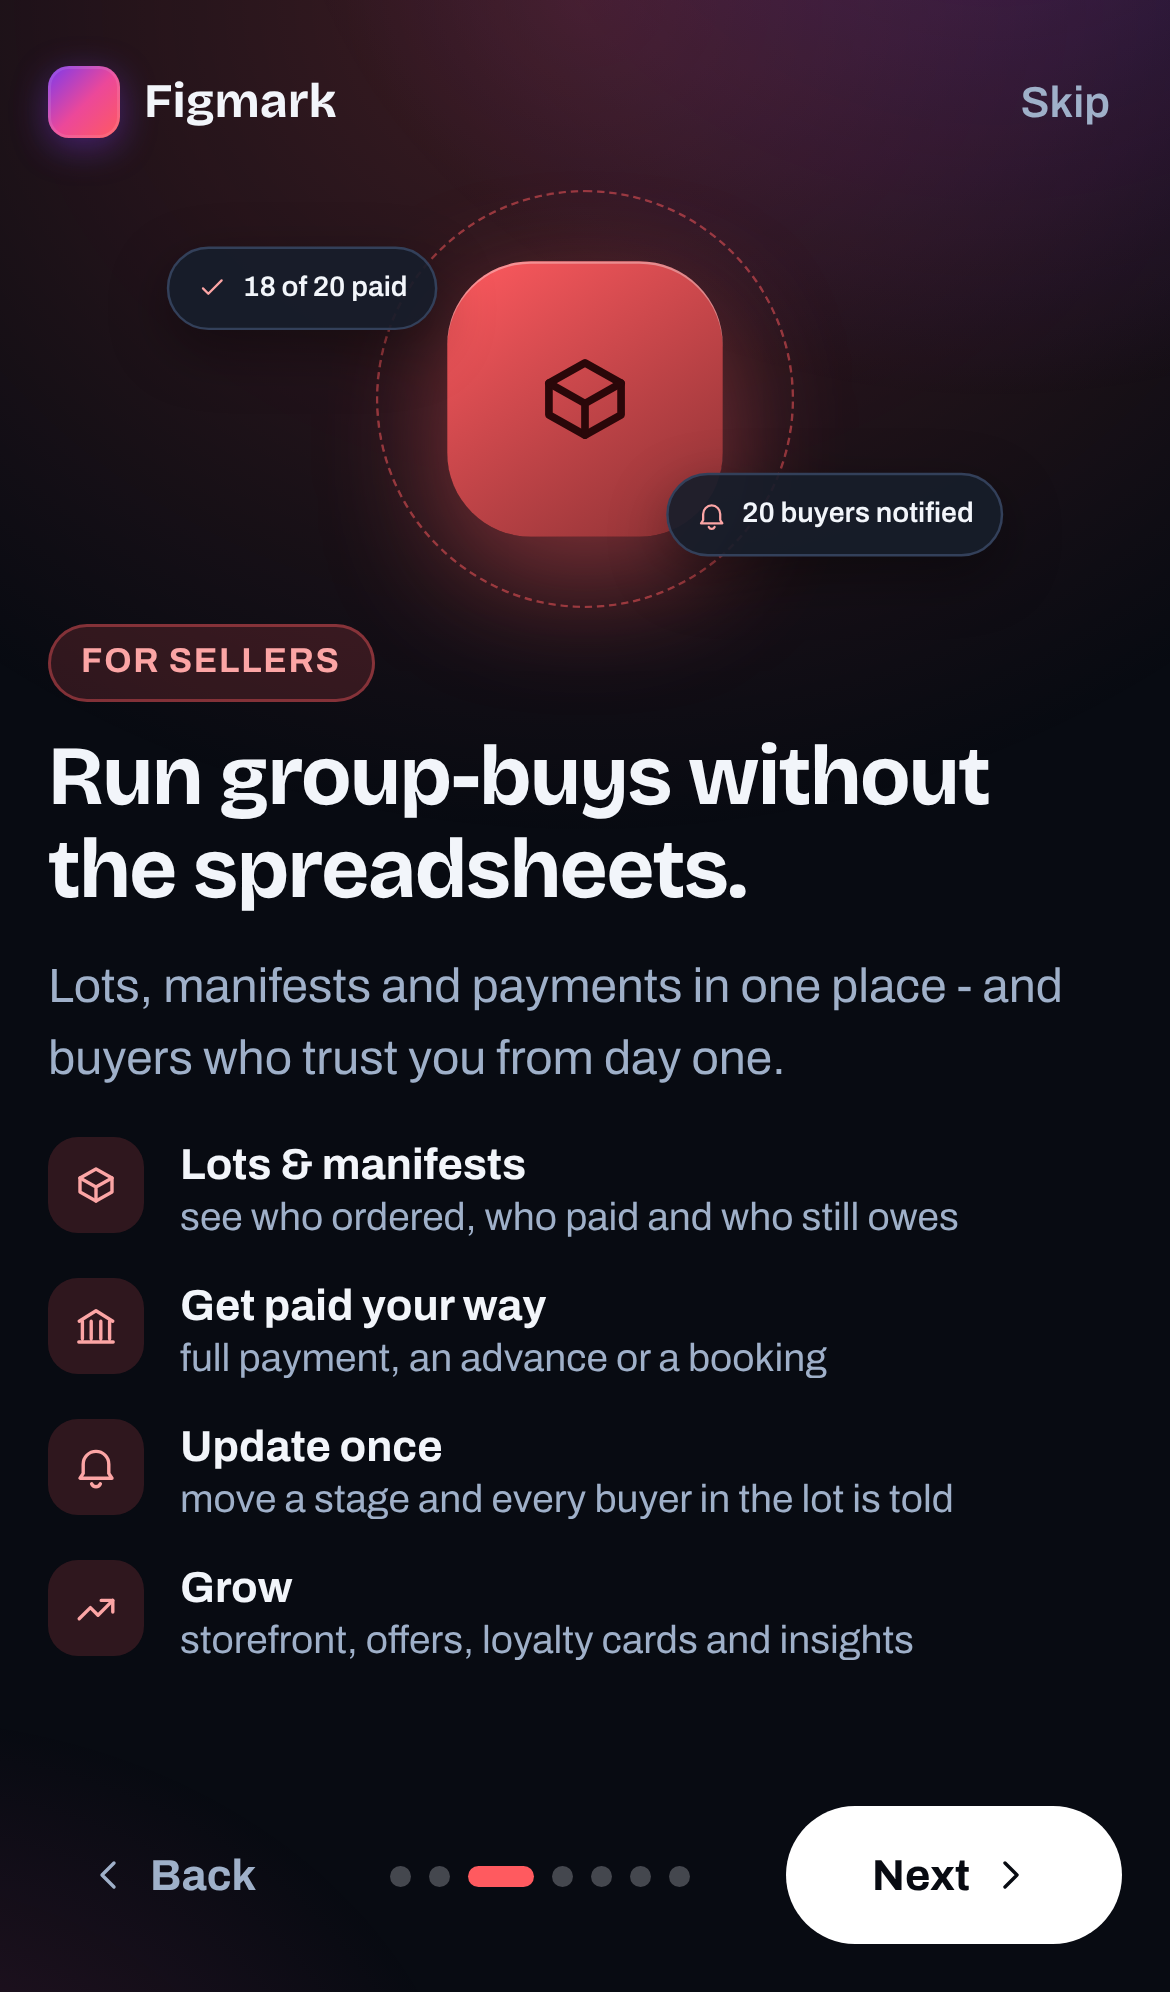 Figmark
Skip
18 of 20 paid
20 buyers notified
FOR SELLERS
Run group-buys without
the spreadsheets.
Lots, manifests and payments in one place - and
buyers who trust you from day one.
Lots & manifests
see who ordered, who paid and who still owes
Get paid your way
full payment, an advance or a booking
Update once
move a stage and every buyer in the lot is told
Grow
storefront, offers, loyalty cards and insights
Back
Next